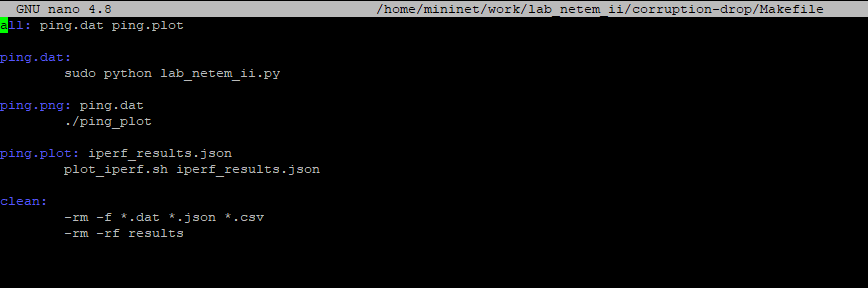 GNU nano 4.8 /home/mininet/work/lab_netem_ii/corruption-drop/Makefile
all: ping.dat ping.plot
ping.dat:
sudo python lab_netem_ii.py
ping.png: ping.dat
./ping_plot
ping.plot: iperf_results.json
plot_iperf.sh iperf_results.json
clean:
-rm -f *.dat *.json *.csv
-rm -rf results